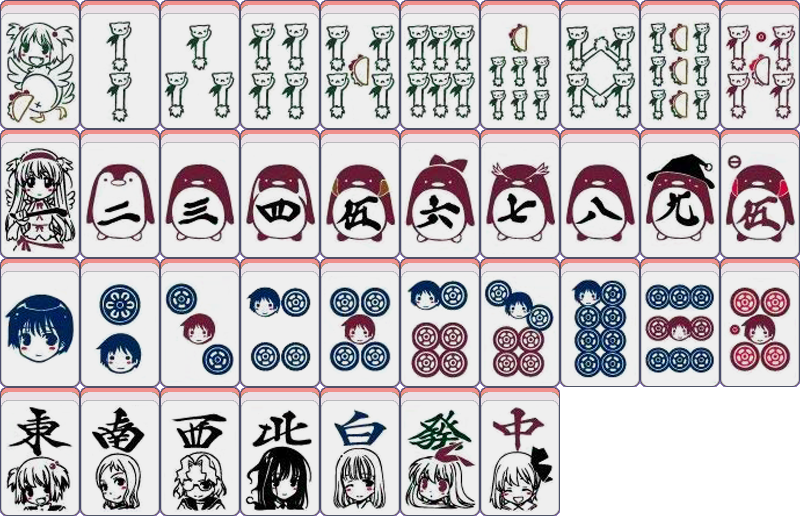 二 三 四 伍 六 七 八 九 伍
東 南 西 北 白 發 中